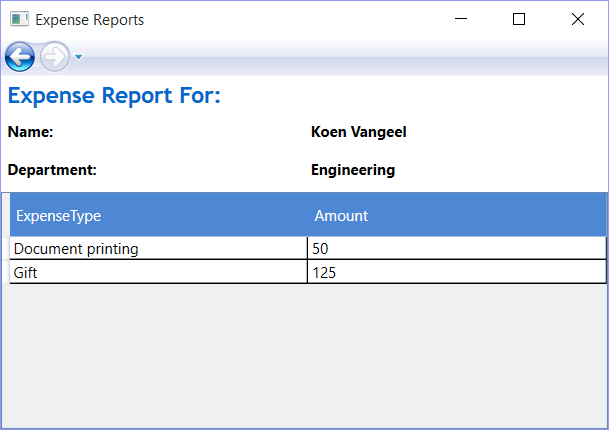 Expense Reports
Expense Report For:
Name: Koen Vangeel
Department: Engineering
ExpenseType Amount
Document printing 50
Gift 125